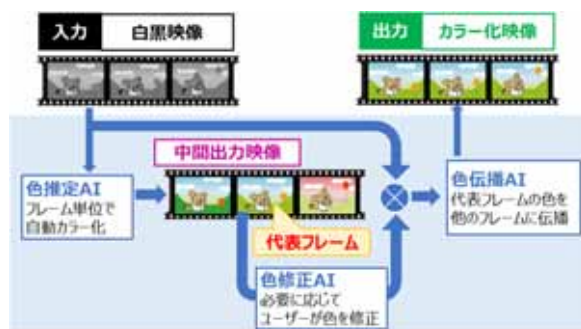 入力 白黒映像
出力 カラー化映像
中間出力映像
色推定AI
フレーム単位で
自動カラー化
代表フレーム
色修正AI
必要に応じて
ユーザーが色を修正
色伝播AI
代表フレームの色を
他のフレームに伝播